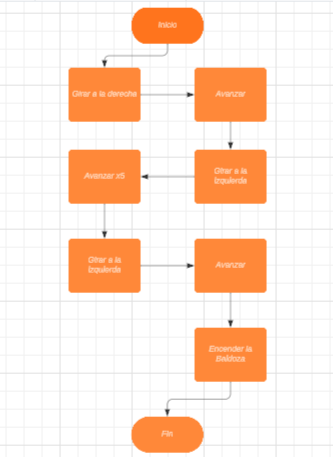 Inicio
Girar a la derecha
Avanzar
Girar a la
Izquierda
Avanzar x5
Girar a la
Izquierda
Avanzar
Encender la
Baldoza
Fin